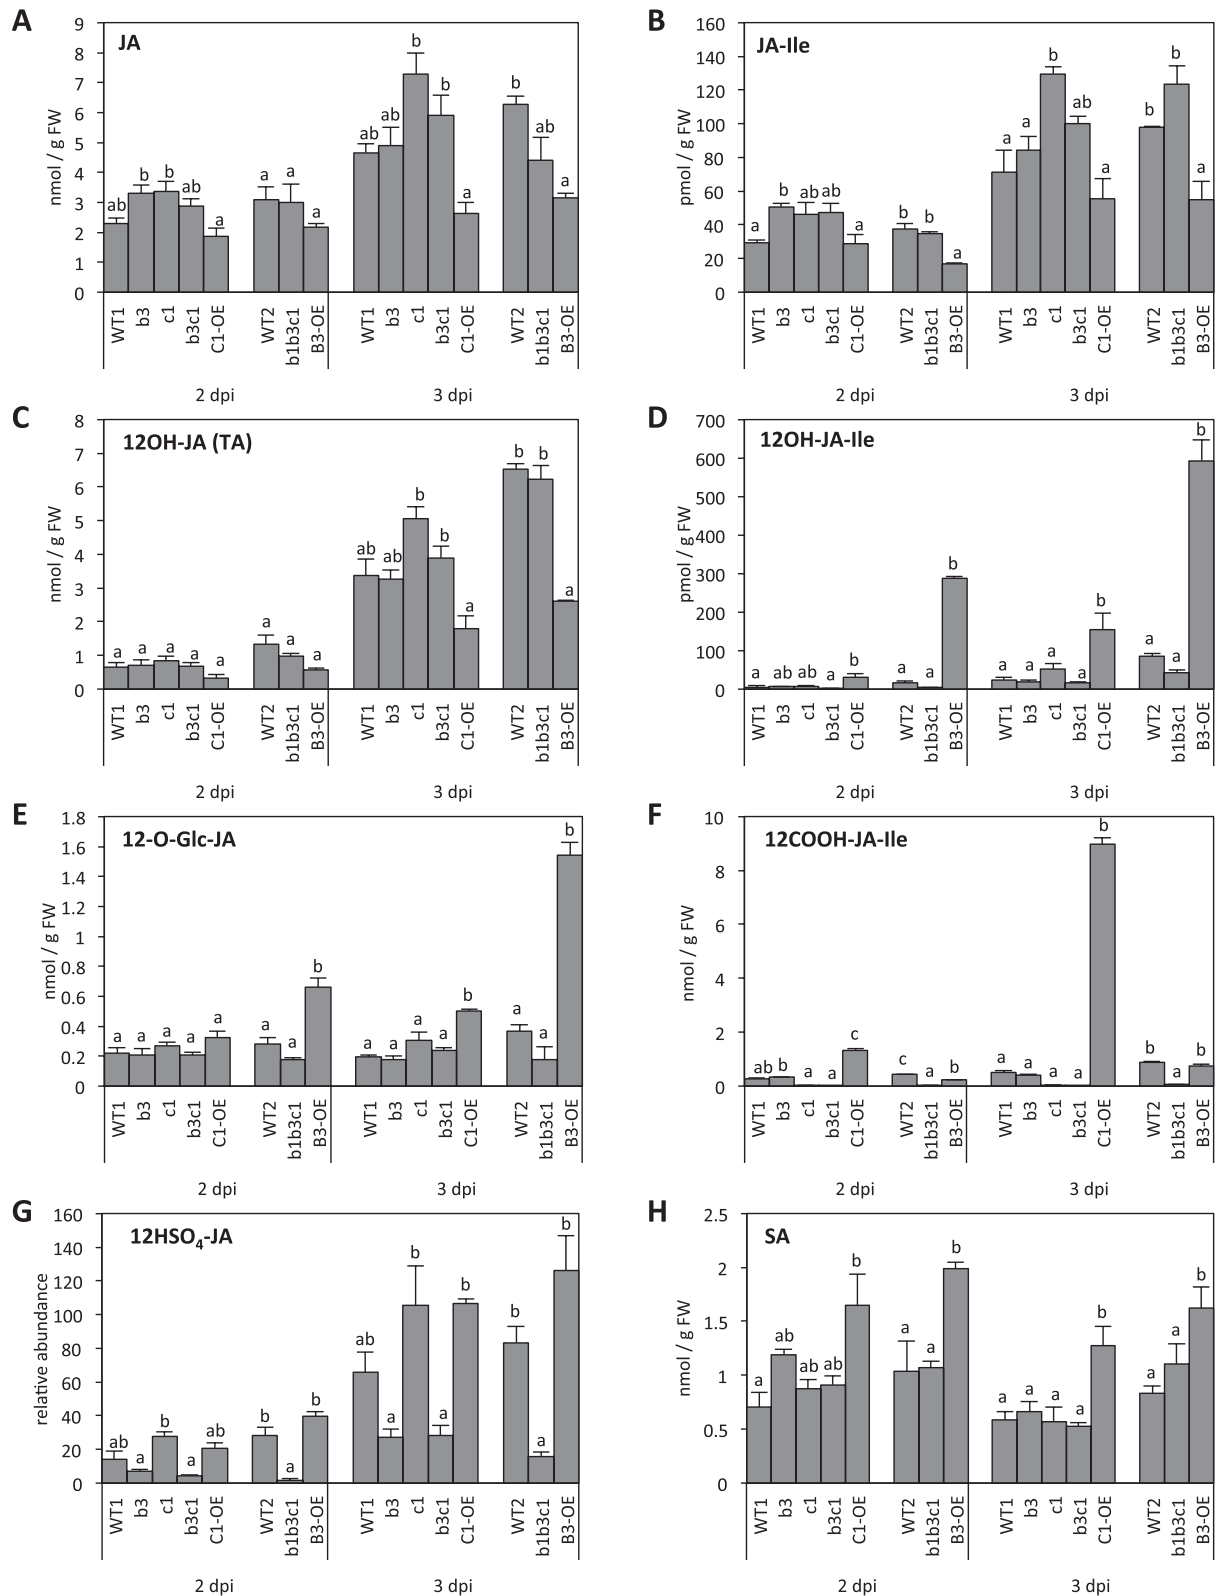 A
JA
nmol / g FW
9
8
7
6
5
4
3
2
1
0
ab b b ab a a a a ab ab b b a b ab a
WT1 b3 c1 b3c1 C1-OE WT2 b1b3c1 B3-OE WT1 b3 c1 b3c1 C1-OE WT2 b1b3c1 B3-OE
2 dpi 3 dpi
B
JA-Ile
pmol / g FW
160
140
120
100
80
60
40
20
0
a b ab ab a b b a a a b ab a b b a
WT1 b3 c1 b3c1 C1-OE WT2 b1b3c1 B3-OE WT1 b3 c1 b3c1 C1-OE WT2 b1b3c1 B3-OE
2 dpi 3 dpi
C
12OH-JA (TA)
nmol / g FW
8
7
6
5
4
3
2
1
0
a a a a a a a a ab ab b b a b b a
WT1 b3 c1 b3c1 C1-OE WT2 b1b3c1 B3-OE WT1 b3 c1 b3c1 C1-OE WT2 b1b3c1 B3-OE
2 dpi 3 dpi
D
12OH-JA-Ile
pmol / g FW
700
600
500
400
300
200
100
0
a ab ab a b a a b a a a a b a a b
WT1 b3 c1 b3c1 C1-OE WT2 b1b3c1 B3-OE WT1 b3 c1 b3c1 C1-OE WT2 b1b3c1 B3-OE
2 dpi 3 dpi
E
12-O-Glc-JA
nmol / g FW
1.8
1.6
1.4
1.2
1
0.8
0.6
0.4
0.2
0
a a a a a a a b a a a a b a a b
WT1 b3 c1 b3c1 C1-OE WT2 b1b3c1 B3-OE WT1 b3 c1 b3c1 C1-OE WT2 b1b3c1 B3-OE
2 dpi 3 dpi
F
12COOH-JA-Ile
nmol / g FW
10
8
6
4
2
0
ab b a a c c a b a a a a b b a b
WT1 b3 c1 b3c1 C1-OE WT2 b1b3c1 B3-OE WT1 b3 c1 b3c1 C1-OE WT2 b1b3c1 B3-OE
2 dpi 3 dpi
G
12HSO4-JA
relative abundance
160
140
120
100
80
60
40
20
0
ab a b a ab b a b ab a b a b b a b
WT1 b3 c1 b3c1 C1-OE WT2 b1b3c1 B3-OE WT1 b3 c1 b3c1 C1-OE WT2 b1b3c1 B3-OE
2 dpi 3 dpi
H
SA
nmol / g FW
2.5
2
1.5
1
0.5
0
a ab ab ab b a a b a a a a b a a b
WT1 b3 c1 b3c1 C1-OE WT2 b1b3c1 B3-OE WT1 b3 c1 b3c1 C1-OE WT2 b1b3c1 B3-OE
2 dpi 3 dpi